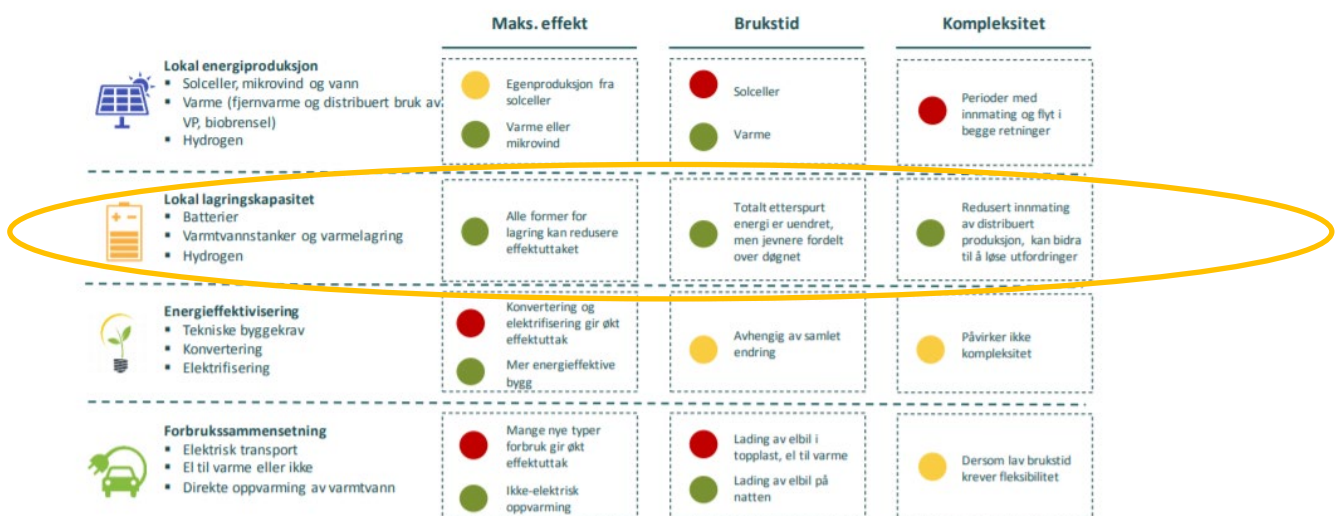 Maks. effekt
Brukstid
Kompleksitet
Lokal energiproduksjon
▪ Solceller, mikrovind og vann
▪ Varme (fjernvarme og distribuert bruk av
VP, biobrensel)
▪ Hydrogen
Egenproduksjon fra
solceller
Varme eller
mikrovind
Solceller
Varme
Perioder med
innmating og flyt i
begge retninger
Lokal lagringskapasitet
▪ Batterier
▪ Varmtvannstanker og varmelagring
▪ Hydrogen
Alle former for
lagring kan redusere
effektuttaket
Totalt etterspurt
energi er uendret,
men jevnere fordelt
over døgnet
Redusert innmating
av distribuert
produksjon, kan bidra
til å løse utfordringer
Energieffektivisering
▪ Tekniske byggekrav
▪ Konvertering
▪ Elektrifisering
Konvertering og
elektrifisering gir økt
effektuttak
Mer energieffektive
bygg
Avhengig av samlet
endring
Påvirker ikke
kompleksitet
Forbrukssammensetning
▪ Elektrisk transport
▪ El til varme eller ikke
▪ Direkte oppvarming av varmtvann
Mange nye typer
forbruk gir økt
effektuttak
Ikke-elektrisk
oppvarming
Lading av elbil i
topplast, el til varme
Lading av elbil på
natten
Dersom lav brukstid
krever fleksibilitet